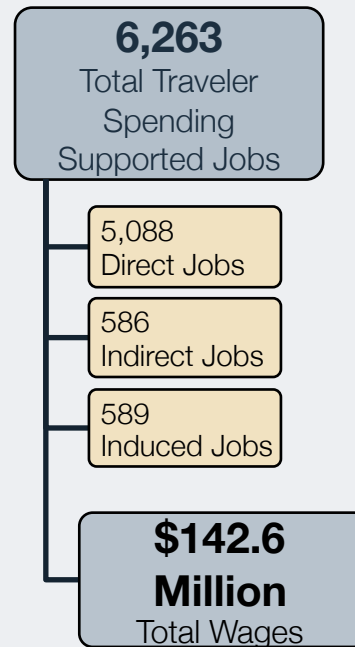 6,263
Total Traveler
Spending
Supported Jobs
5,088
Direct Jobs
586
Indirect Jobs
589
Induced Jobs
$142.6
Million
Total Wages